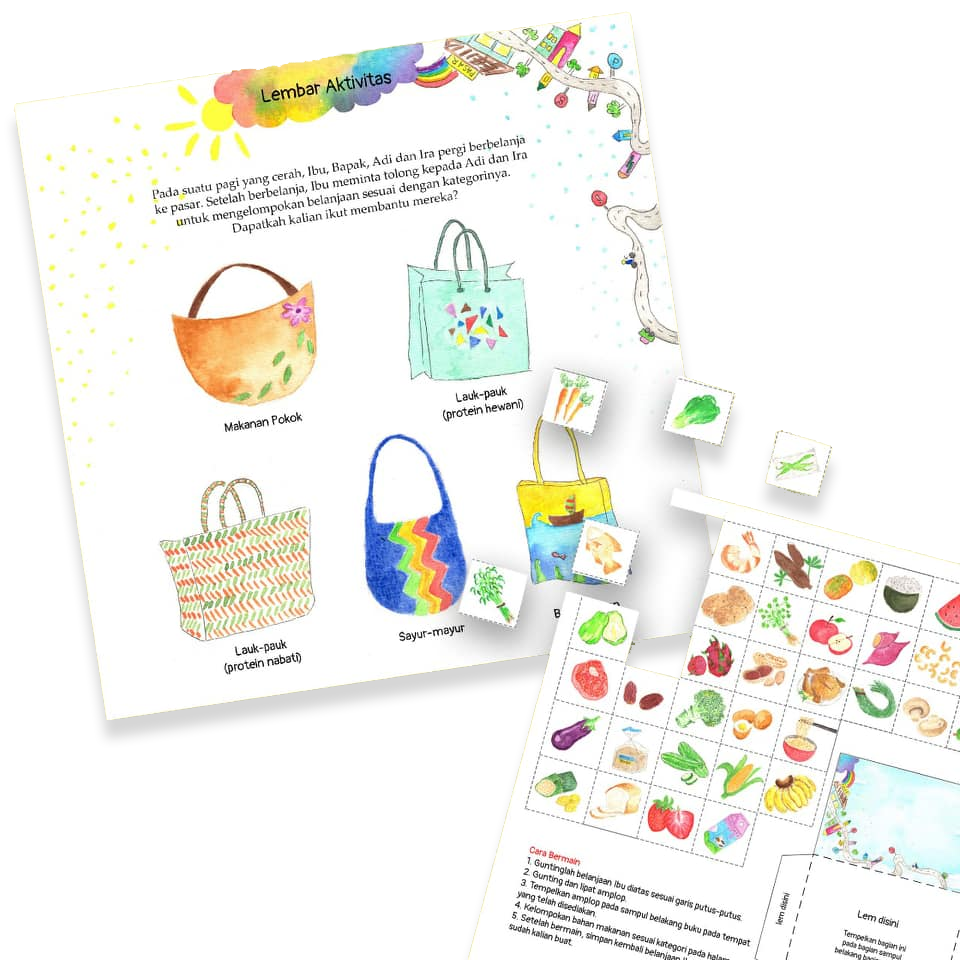 Lembar Aktivitas
PASAR
Pada suatu pagi yang cerah, Ibu, Bapak, Adi dan Ira pergi berbelanja
ke pasar. Setelah berbelanja, Ibu meminta tolong kepada Adi dan Ira
untuk mengelompokan belanjaan sesuai dengan kategorinya.
Dapatkah kalian ikut membantu mereka?
Makanan Pokok
Lauk-pauk
(protein hewani)
Lauk-pauk
(protein nabati)
Sayur-mayur
B
Cara Bermain
1. Guntinglah belanjaan Ibu diatas sesuai garis putus-putus.
2. Gunting dan lipat amplop.
3. Tempelkan amplop pada sampul belakang buku pada tempat
yang telah disediakan.
4. Kelompokan bahan makanan sesuai kategori pada
5. Setelah bermain, simpan kembali belanjaan
sudah kalian buat.
lem disini
Lem disini
Tempelkan bagian ini
pada bagian sampul
belakang